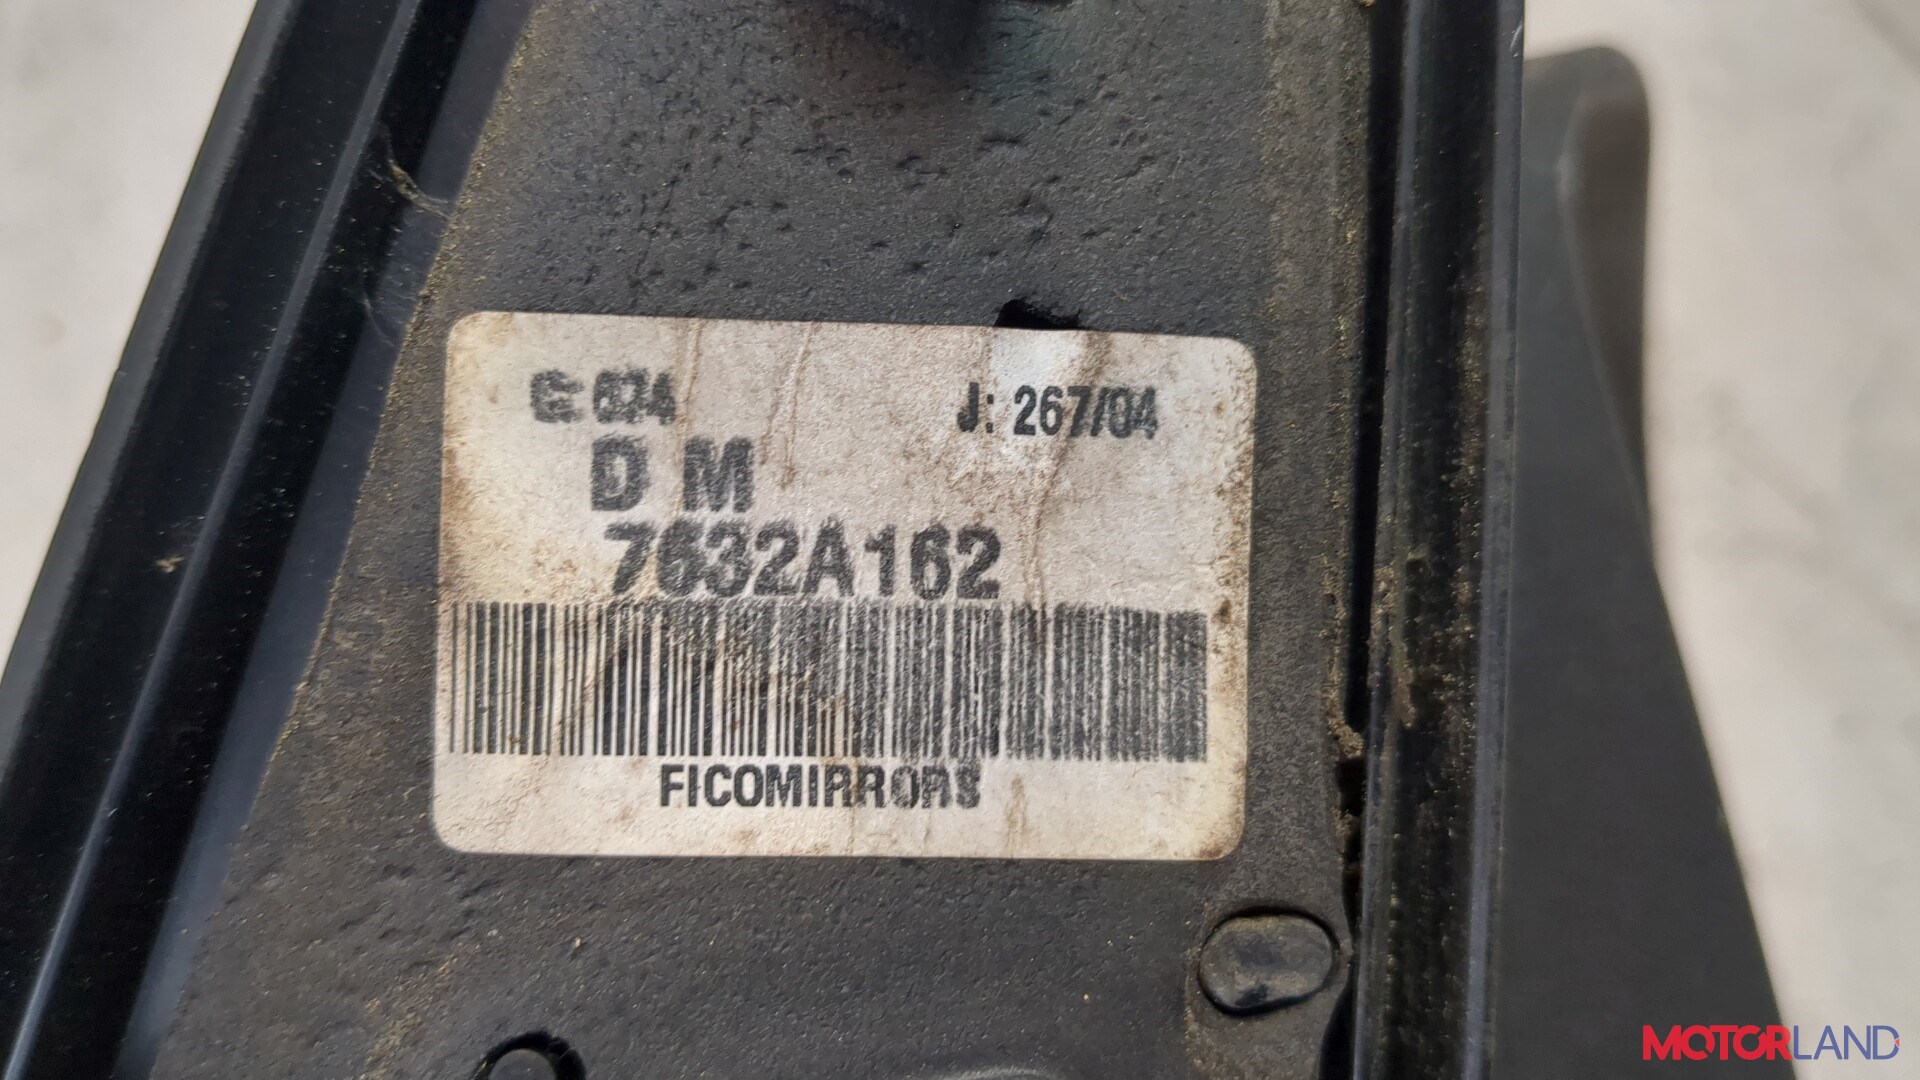 J: 267/04
D M
7632A162
FICOMIRRORS
MOTORLAND